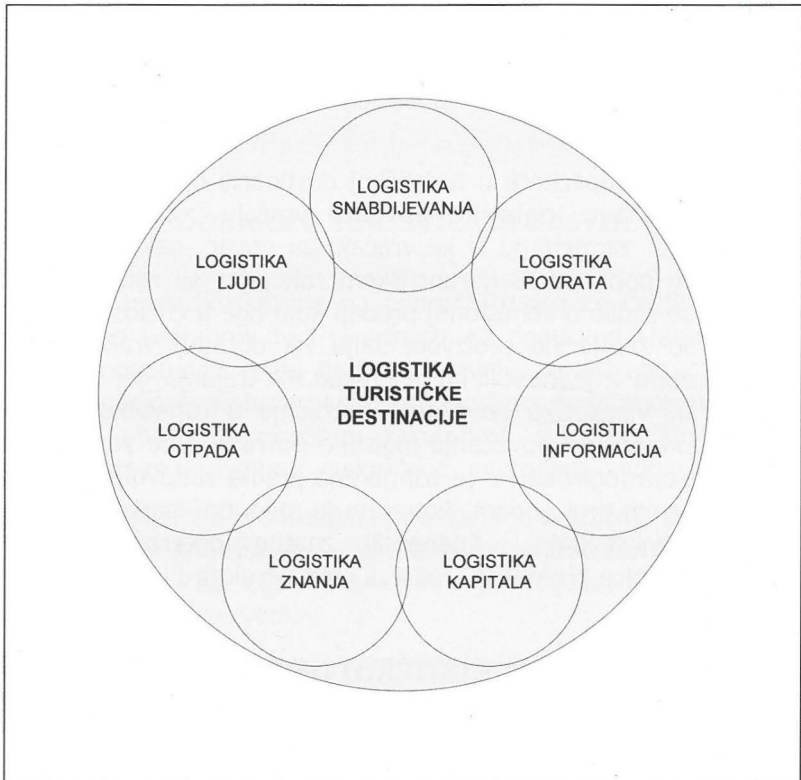 LOGISTIKA
SNABDIJEVANJA
LOGISTIKA
LJUDI
LOGISTIKA
POVRATA
LOGISTIKA
TURISTIČKE
DESTINACIJE
LOGISTIKA
OTPADA
LOGISTIKA
INFORMACIJA
LOGISTIKA
ZNANJA
LOGISTIKA
KAPITALA